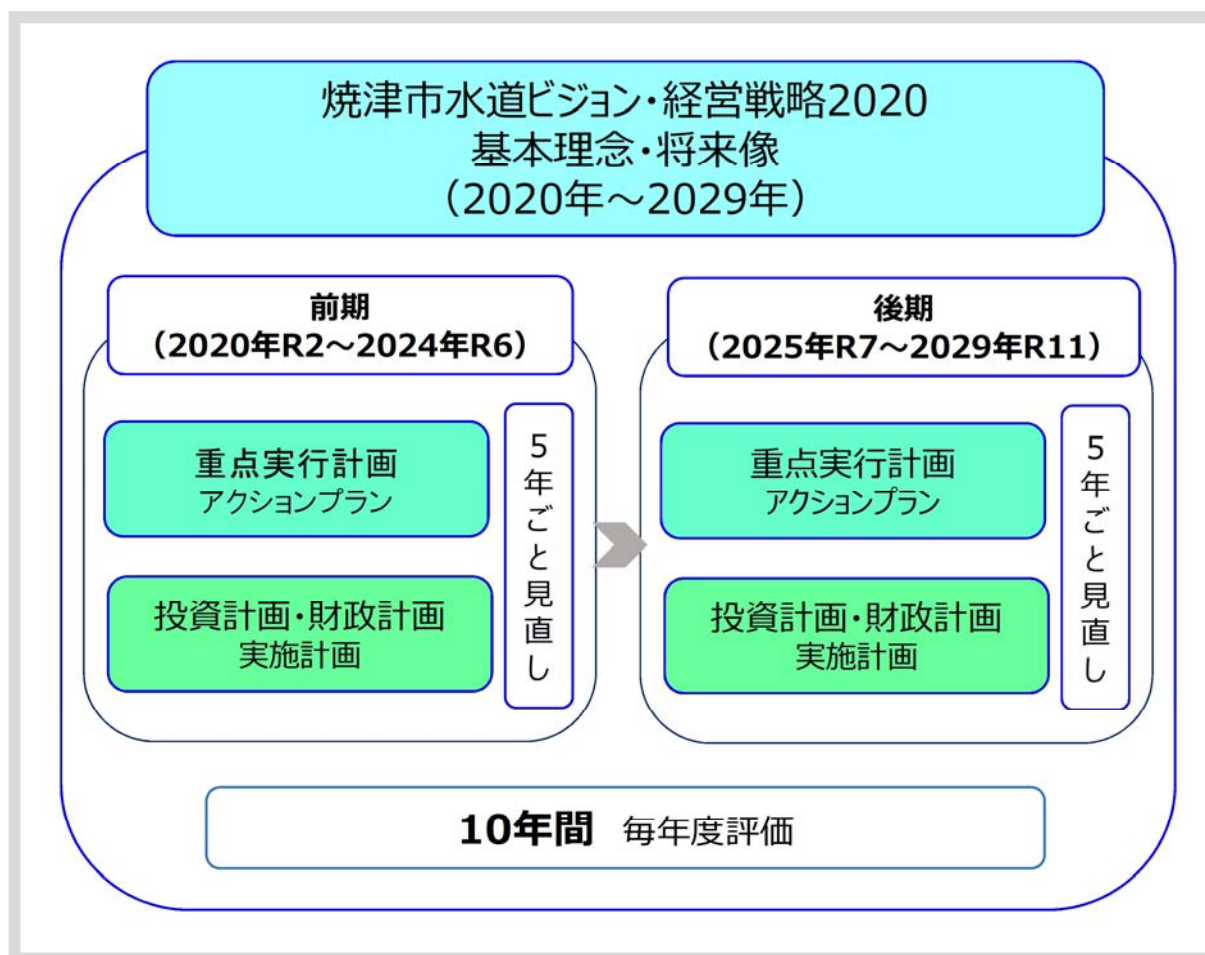 焼津市水道ビジョン・経営戦略2020
基本理念・将来像
（2020年～2029年）
前期
（2020年R2～2024年R6）
重点実行計画
アクションプラン
投資計画・財政計画
実施計画
5年ごと見直し
後期
（2025年R7～2029年R11）
重点実行計画
アクションプラン
投資計画・財政計画
実施計画
5年ごと見直し
10年間 毎年度評価